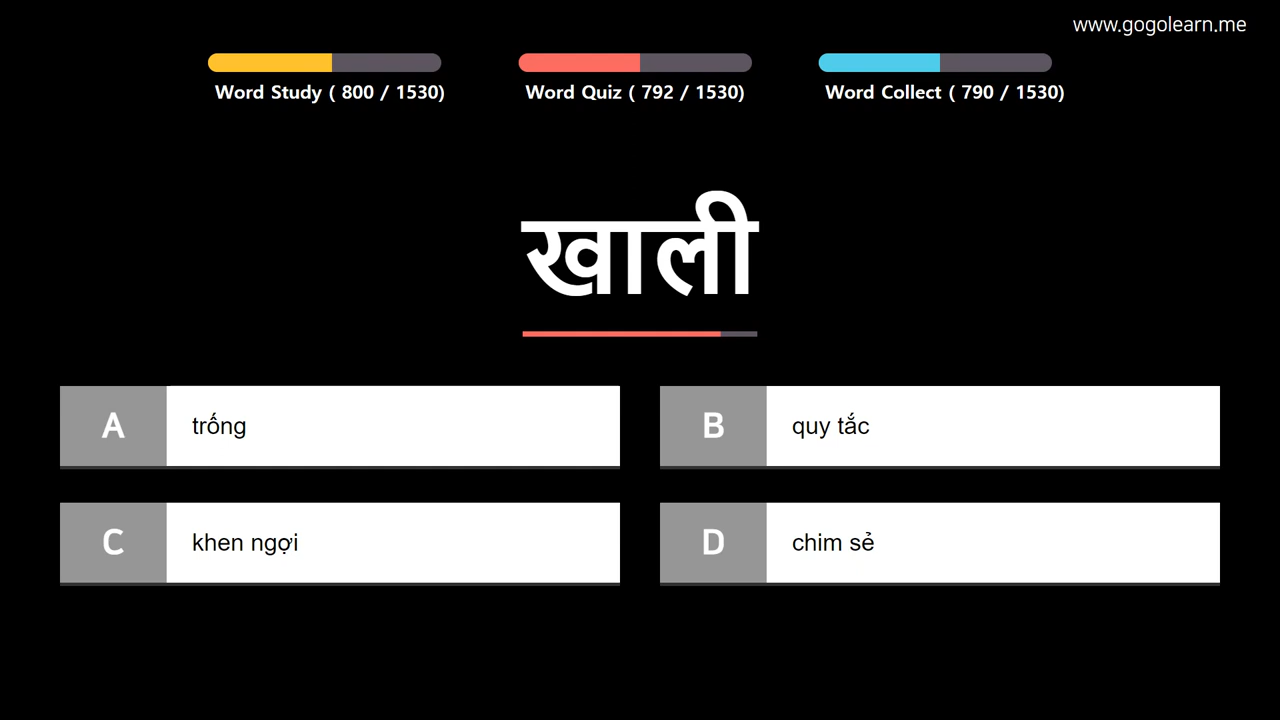 www.gogolearn.me
Word Study ( 800 / 1530)
Word Quiz ( 792 / 1530)
Word Collect ( 790 / 1530)
खाली
A trống
B quy tắc
C khen ngợi
D chim sẻ